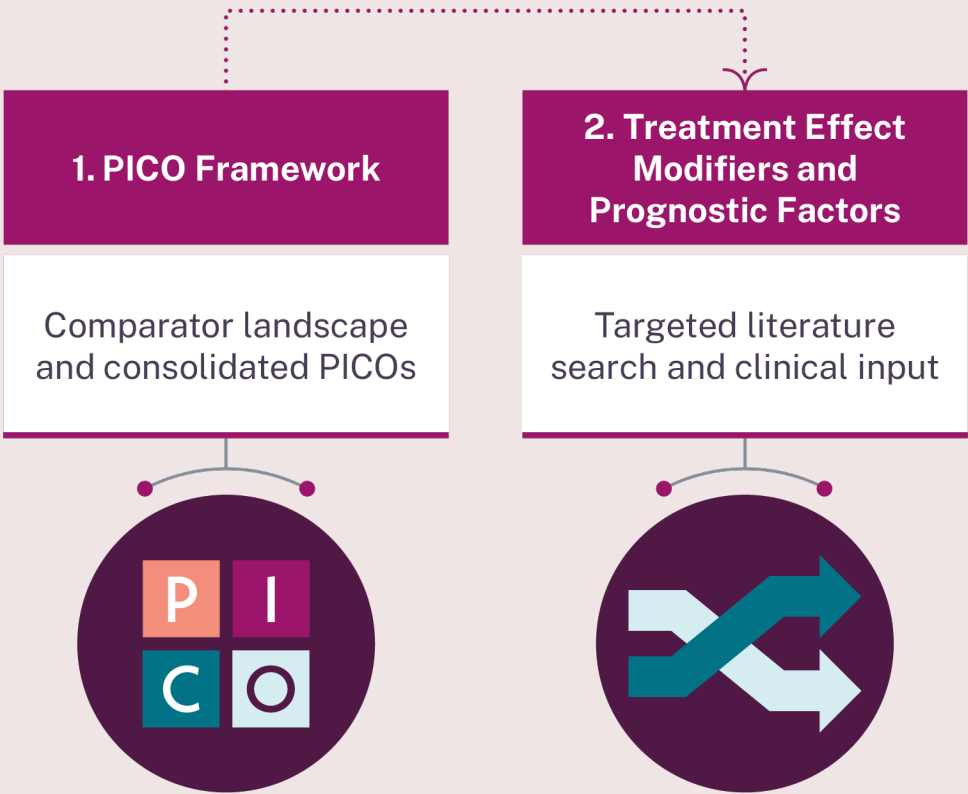 1. PICO Framework
Comparator landscape
and consolidated PICOs
P I
C O
2. Treatment Effect
Modifiers and
Prognostic Factors
Targeted literature
search and clinical input